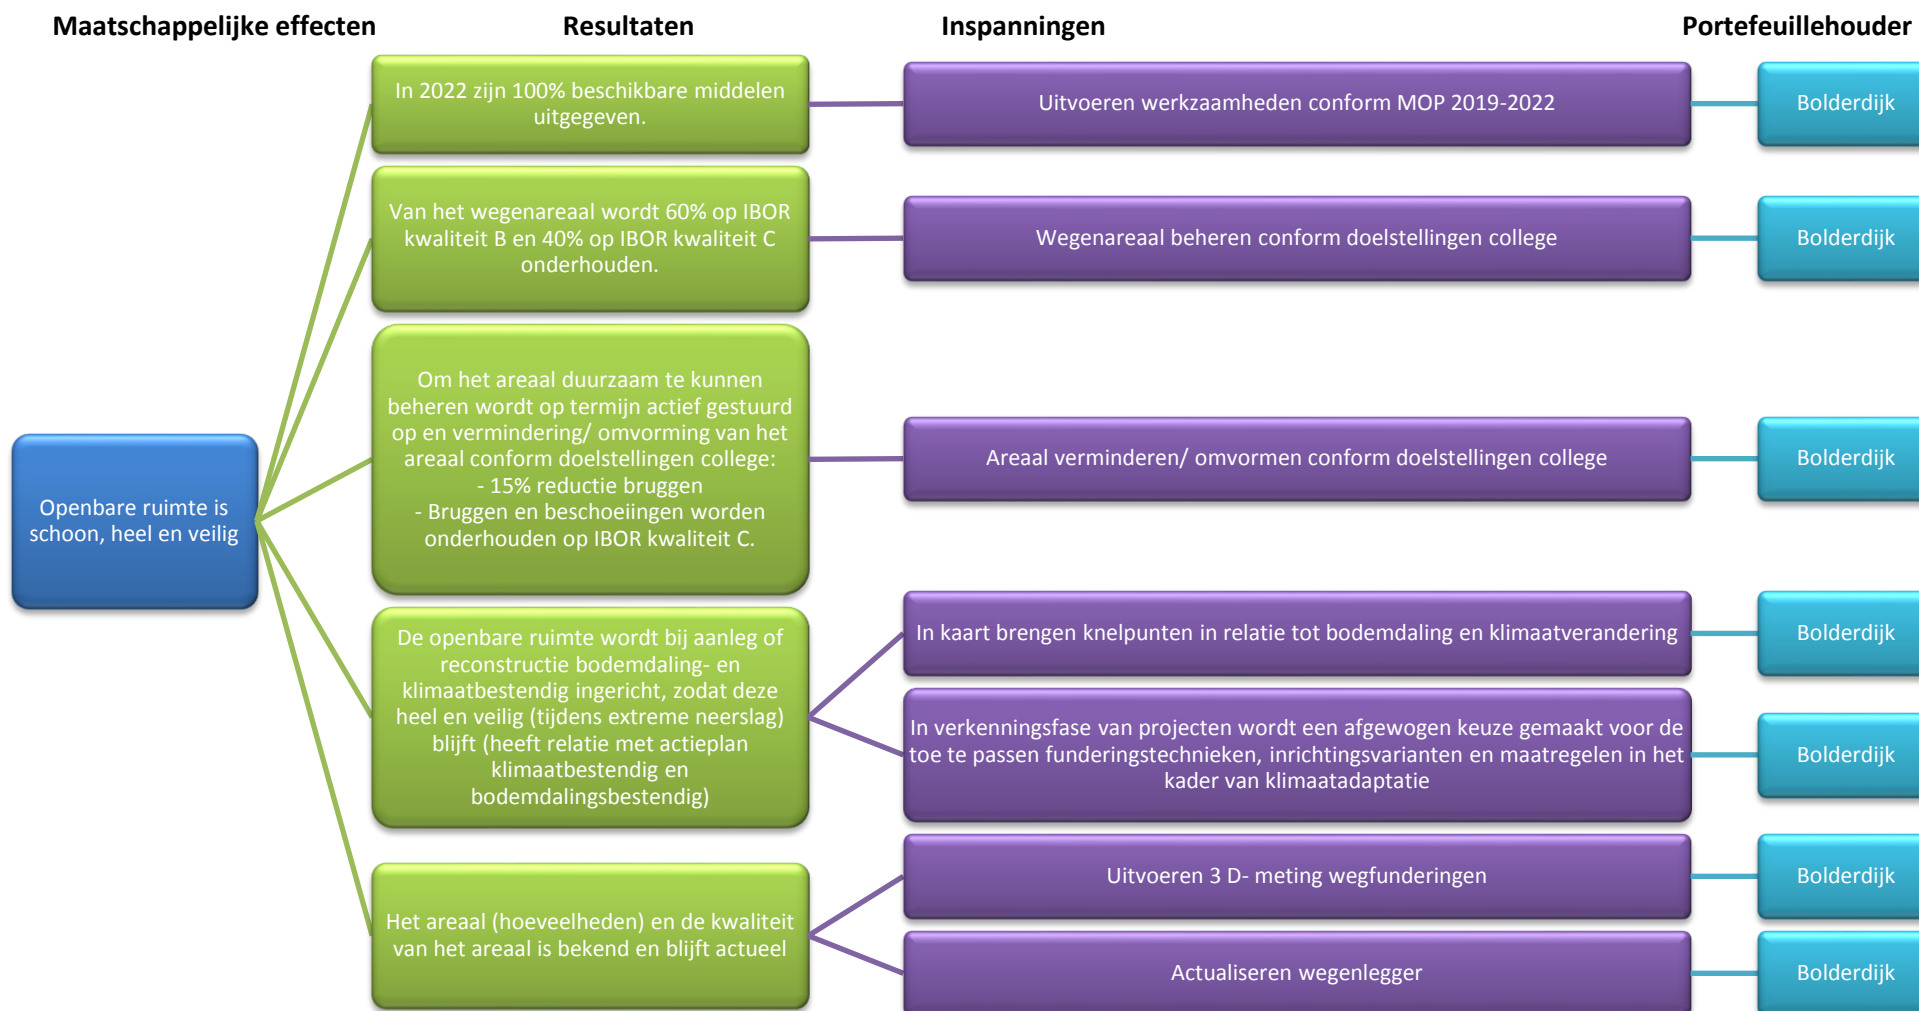 Maatschappelijke effecten
Resultaten
Inspanningen
Portefeuillehouder
Openbare ruimte is
schoon, heel en veilig
In 2022 zijn 100% beschikbare middelen
uitgegeven.
Uitvoeren werkzaamheden conform MOP 2019-2022
Bolderdijk
Van het wegenareaal wordt 60% op IBOR
kwaliteit B en 40% op IBOR kwaliteit C
onderhouden.
Wegenareaal beheren conform doelstellingen college
Bolderdijk
Om het areaal duurzaam te kunnen
beheren wordt op termijn actief gestuurd
op en vermindering/ omvorming van het
areaal conform doelstellingen college:
- 15% reductie bruggen
- Bruggen en beschoeiingen worden
onderhouden op IBOR kwaliteit C.
Areaal verminderen/ omvormen conform doelstellingen college
Bolderdijk
De openbare ruimte wordt bij aanleg of
reconstructie bodemdaling- en
klimaatbestendig ingericht, zodat deze
heel en veilig (tijdens extreme neerslag)
blijft (heeft relatie met actieplan
klimaatbestendig en
bodemdalingsbestendig)
In kaart brengen knelpunten in relatie tot bodemdaling en klimaatverandering
Bolderdijk
In verkenningsfase van projecten wordt een afgewogen keuze gemaakt voor de
toe te passen funderingstechnieken, inrichtingsvarianten en maatregelen in het
kader van klimaatadaptatie
Bolderdijk
Het areaal (hoeveelheden) en de kwaliteit
van het areaal is bekend en blijft actueel
Uitvoeren 3 D- meting wegfunderingen
Bolderdijk
Actualiseren wegenlegger
Bolderdijk